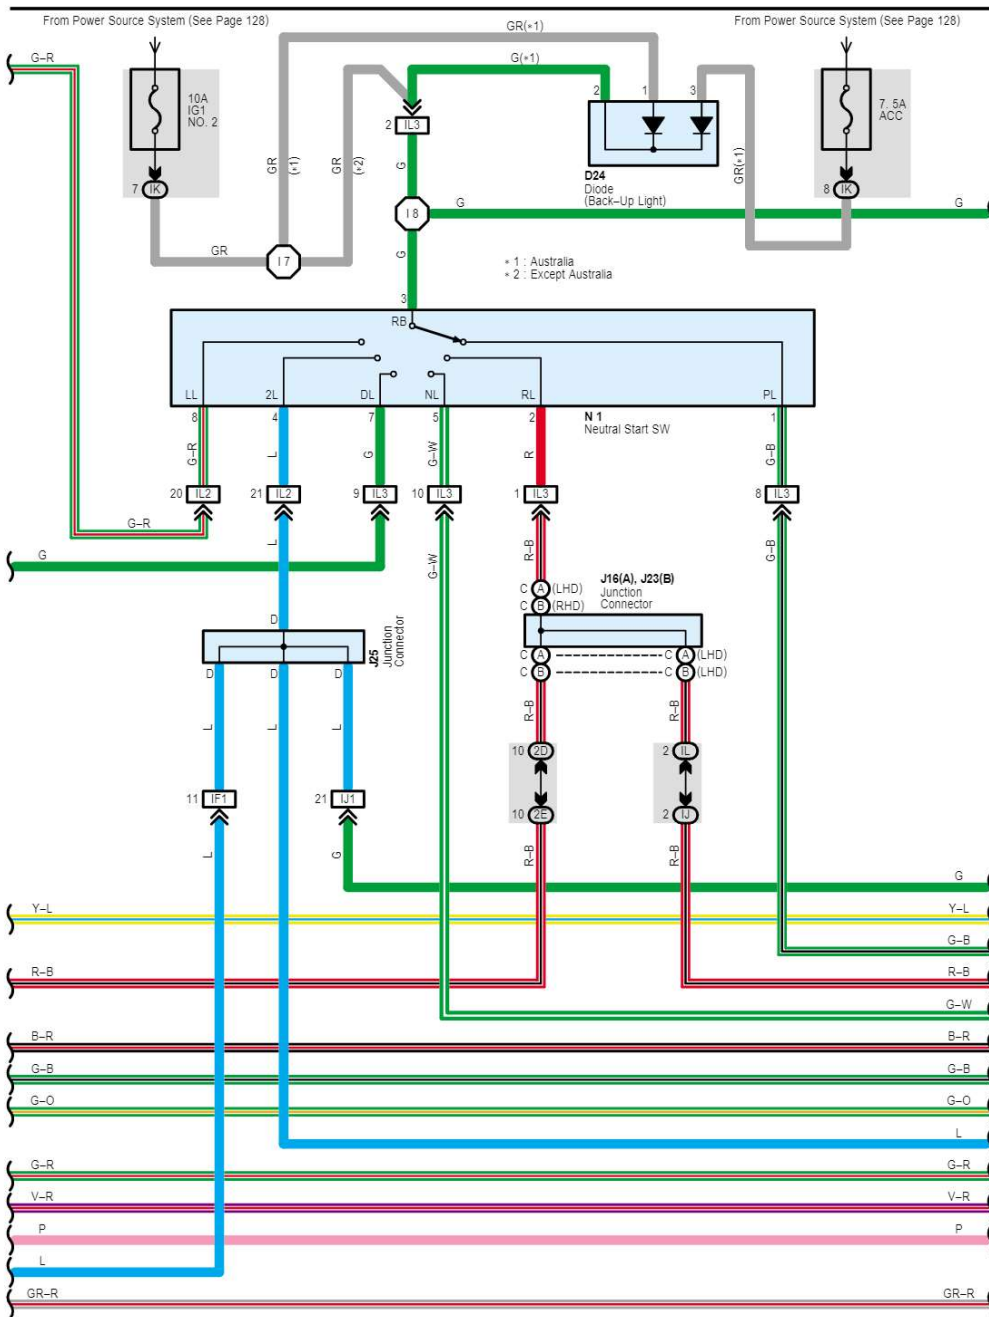 From Power Source System (See Page 128)
From Power Source System (See Page 128)
GR(*1)
G–R
G(*1)
10A
IG1
NO. 2
2
1
3
7. 5A
ACC
2 IL3
GR
(*1)
GR
(*2)
G
GR(*1)
D24
Diode
(Back–Up Light)
7 IK
8 IK
G
I 8
G
GR
I 7
G
* 1 : Australia
* 2 : Except Australia
3
RB
LL
2L
DL
NL
RL
PL
8
4
7
5
2
1
N 1
Neutral Start SW
G–R
L
G
G–W
R
G–B
20 IL2
21 IL2
9 IL3
10 IL3
1 IL3
8 IL3
G–R
L
G–W
R–B
G–B
G
C A (LHD)
C B (RHD)
J16(A), J23(B)
Junction
Connector
D
J25
Junction
Connector
C A
C A (LHD)
C B
C B (LHD)
D
D
D
L
L
L
R–B
R–B
10 2D
2 IL
11 IF1
21 IJ1
10 2E
2 IJ
L
G
R–B
R–B
G
Y–L
Y–L
G–B
R–B
R–B
G–W
B–R
B–R
G–B
G–B
G–O
G–O
L
G–R
G–R
V–R
V–R
P
P
L
GR–R
GR–R